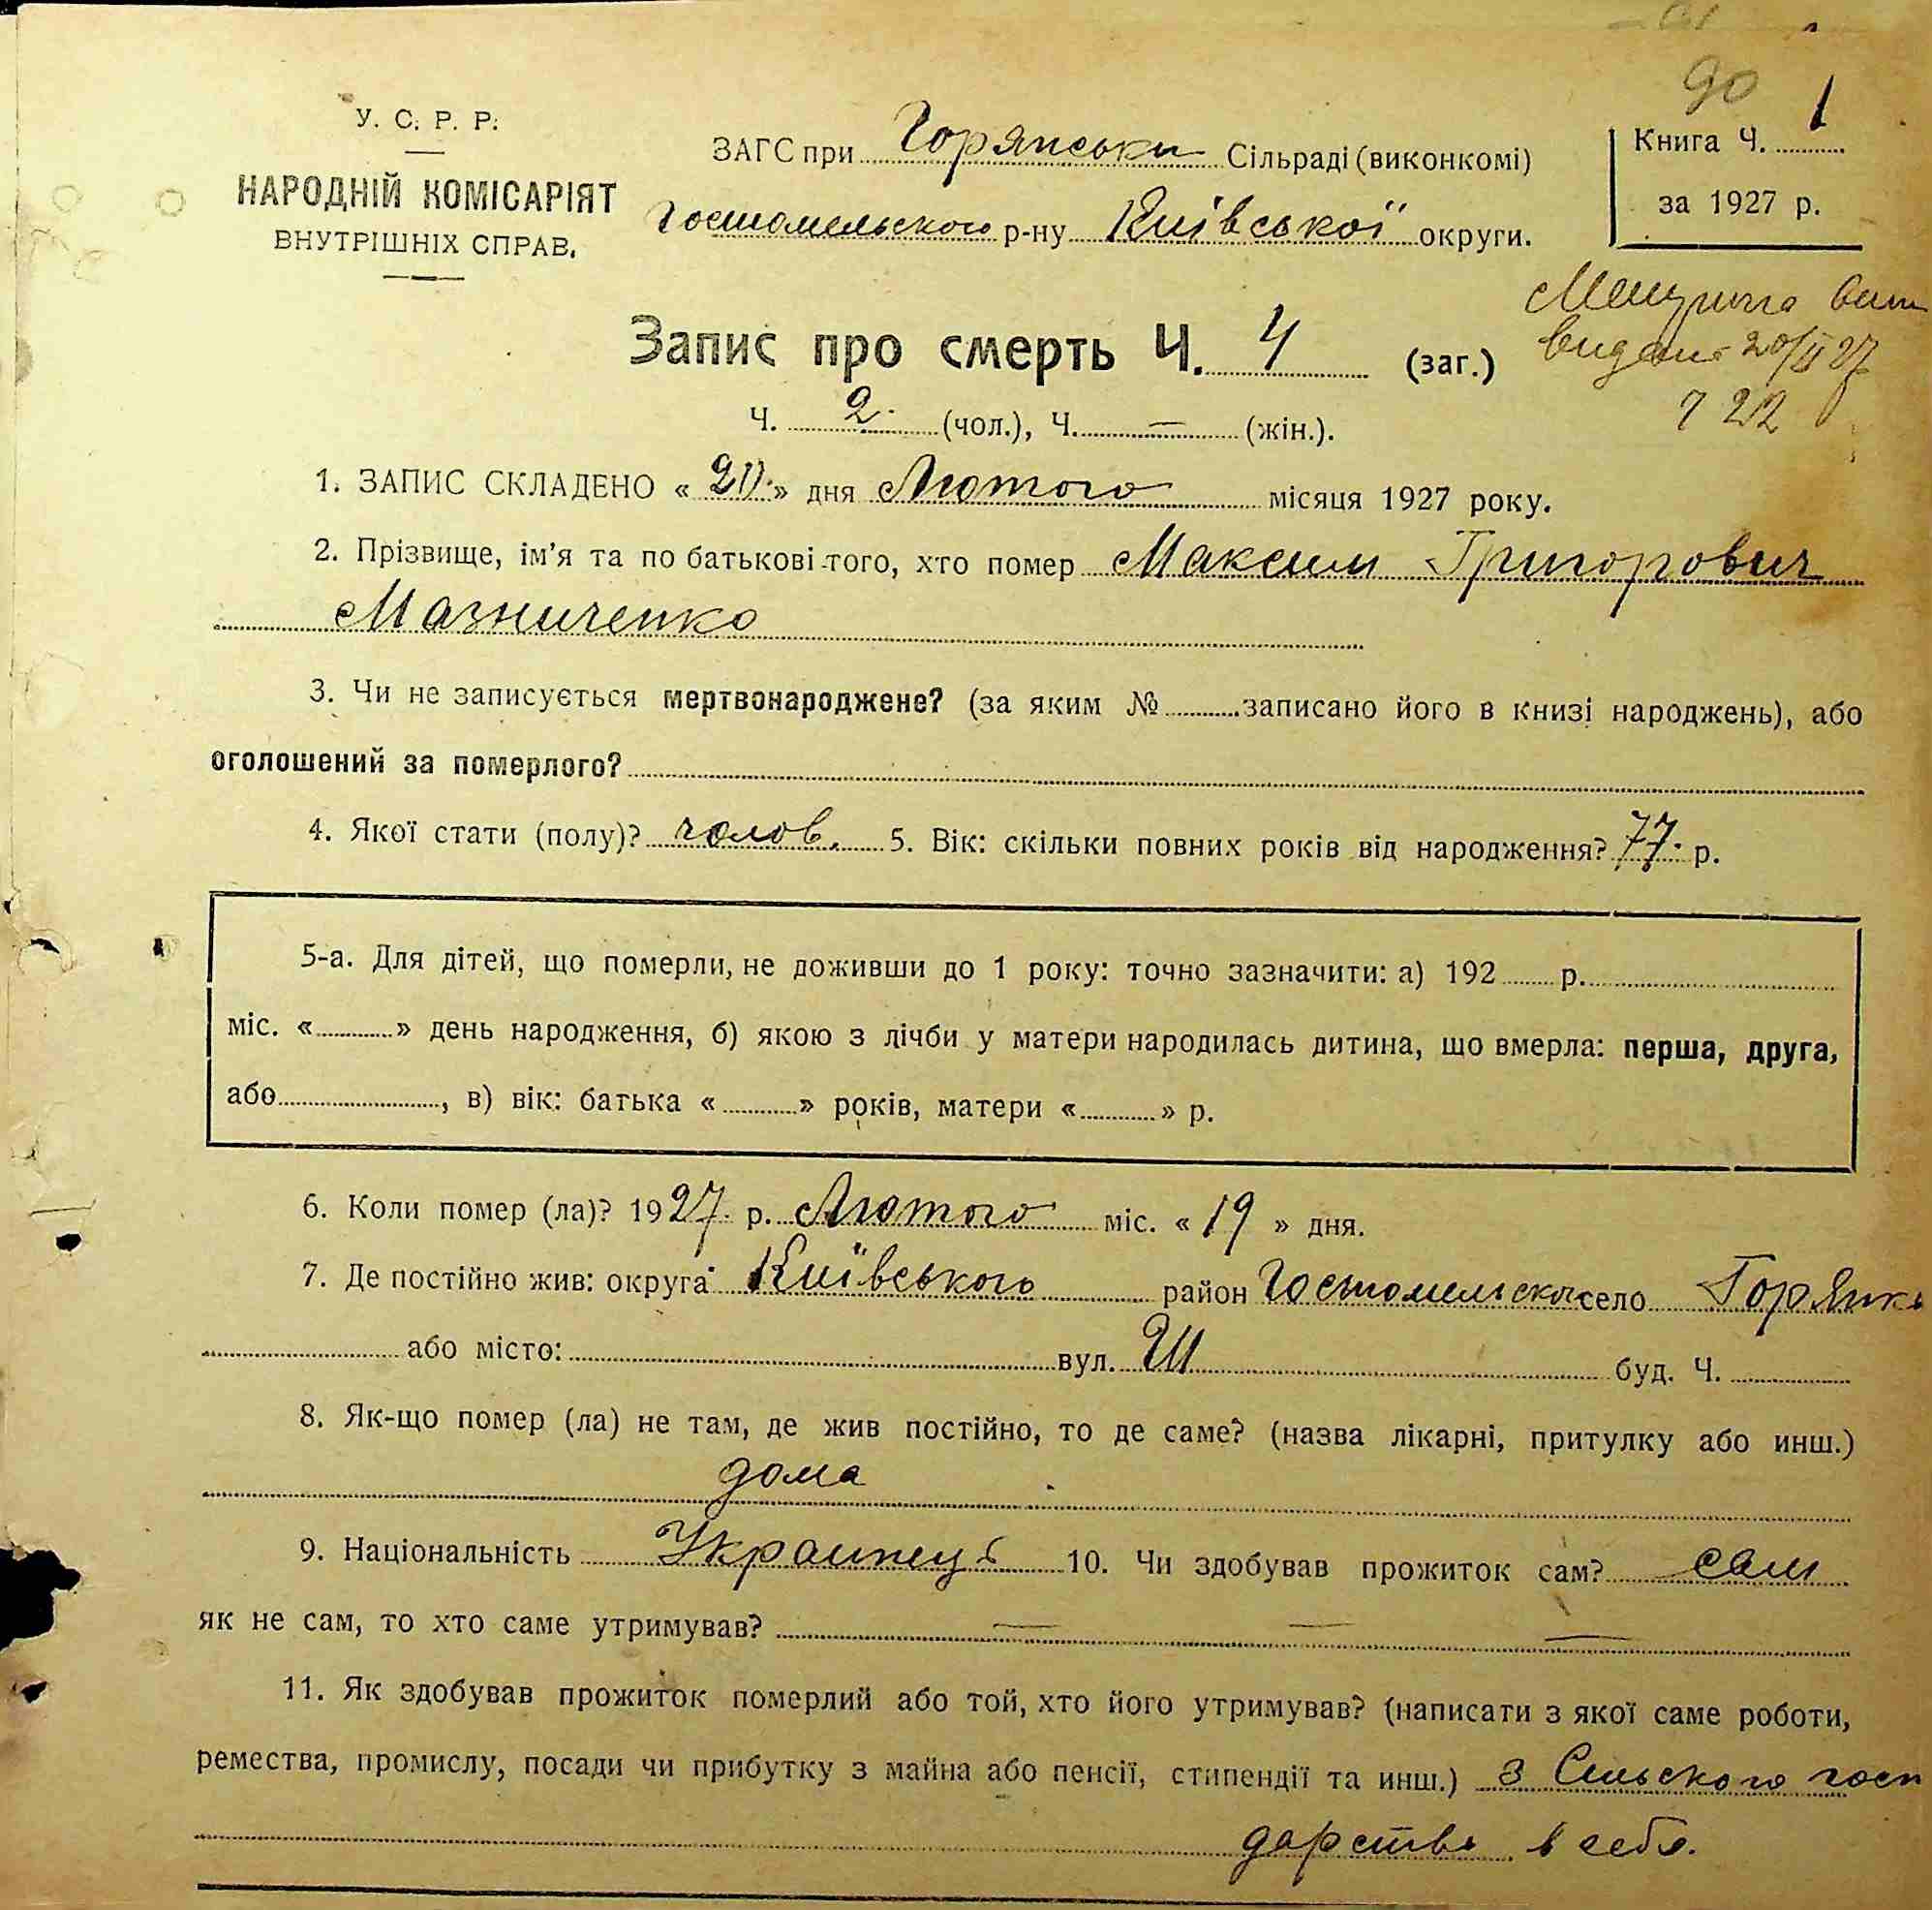 90
У. С. Р. Р.
НАРОДНІЙ КОМІСАРІЯТ
ВНУТРІШНІХ СПРАВ.
ЗАГС при Горянськи Сільраді (виконкомі)
Гостомельського р-ну Київської округи.
Книга Ч. 1
за 1927 р.
видана 20/II 27
722
Запис про смерть Ч. 4 (заг.)
Ч. 2 (чол.), Ч. — (жін.).
1. ЗАПИС СКЛАДЕНО « 20 » дня Лютого місяця 1927 року.
2. Прізвище, ім'я та по батькові того, хто помер Максим Григорович
Мазниченко
3. Чи не записується мертвонароджене? (за яким № записано його в книзі народжень), або
оголошений за померлого?
4. Якої стати (полу)? чолов. 5. Вік: скільки повних років від народження? 77. р.
5-а. Для дітей, що померли, не доживши до 1 року: точно зазначити: а) 192 р.
міс. « » день народження, б) якою з лічби у матери народилась дитина, що вмерла: перша, друга,
або , в) вік: батька « » років, матери « » р.
6. Коли помер (ла)? 1927. р. Лютого міс. « 19 » дня.
7. Де постійно жив: округа Київського район Гостомельско село Горянка
або місто: вул. Ш буд. Ч.
8. Як-що помер (ла) не там, де жив постійно, то де саме? (назва лікарні, притулку або инш.)
дома
9. Національність Украинець 10. Чи здобував прожиток сам? сам
як не сам, то хто саме утримував? — — —
11. Як здобував прожиток померлий або той, хто його утримував? (написати з якої саме роботи,
ремества, промислу, посади чи прибутку з майна або пенсії, стипендії та инш.) З Сильского госп
дарства в себе.